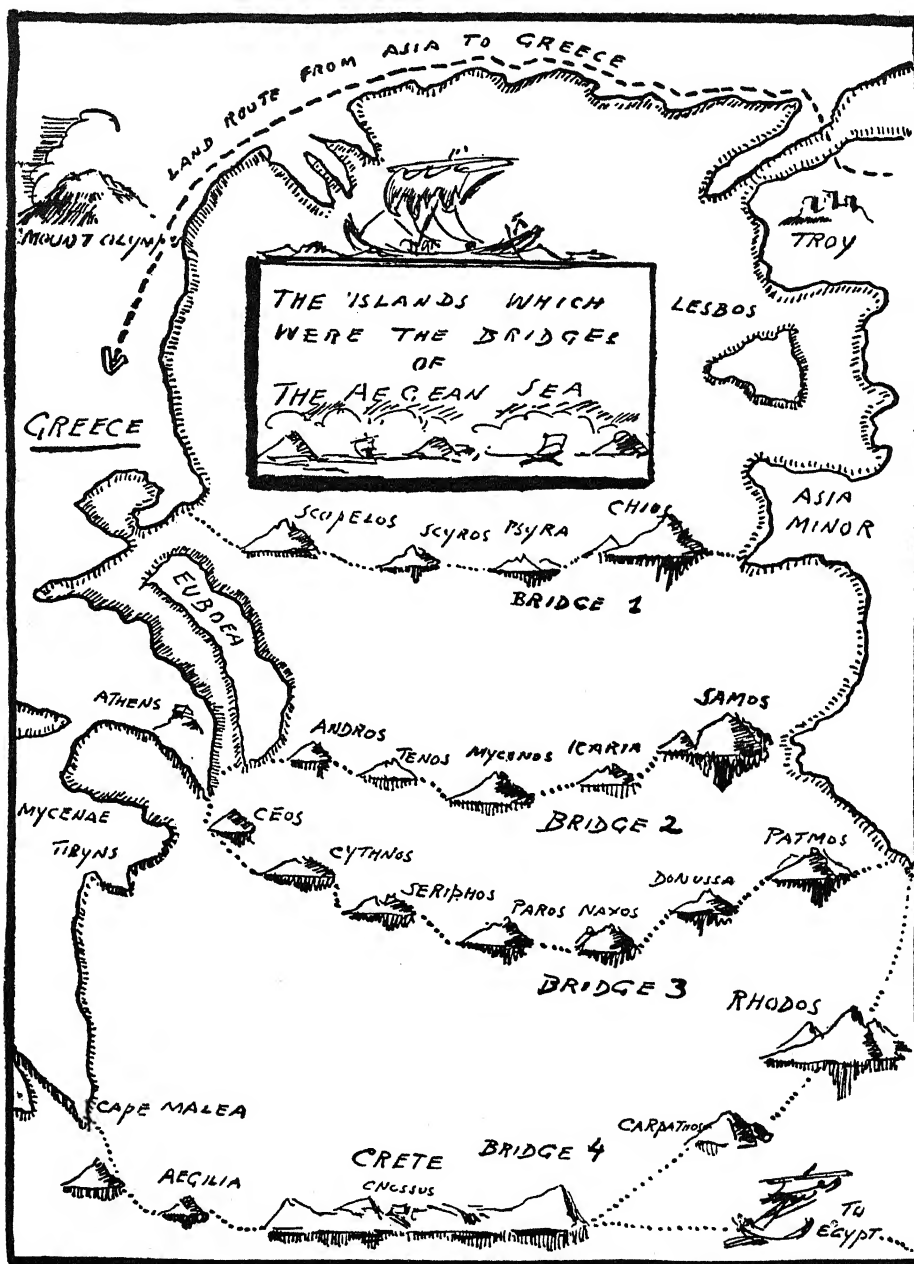 LAND ROUTE FROM ASIA TO GREECE
MOUNT OLYMPUS
TROY
THE ISLANDS WHICH
WERE THE BRIDGES
OF
THE AEGEAN SEA
LESBOS
GREECE
ASIA
MINOR
SCOPELOS
SCYROS
PSYRA
CHIOS
BRIDGE 1
EUBOEA
ATHENS
ANDROS
TENOS
MYCONOS
ICARIA
SAMOS
BRIDGE 2
MYCENAE
TIRYNS
CEOS
CYTHNOS
SERIPHOS
PAROS
NAXOS
DONUSSA
PATMOS
BRIDGE 3
RHODOS
CAPE MALEA
AEGILIA
CRETE
CNOSSUS
BRIDGE 4
CARPATHOS
TO
EGYPT